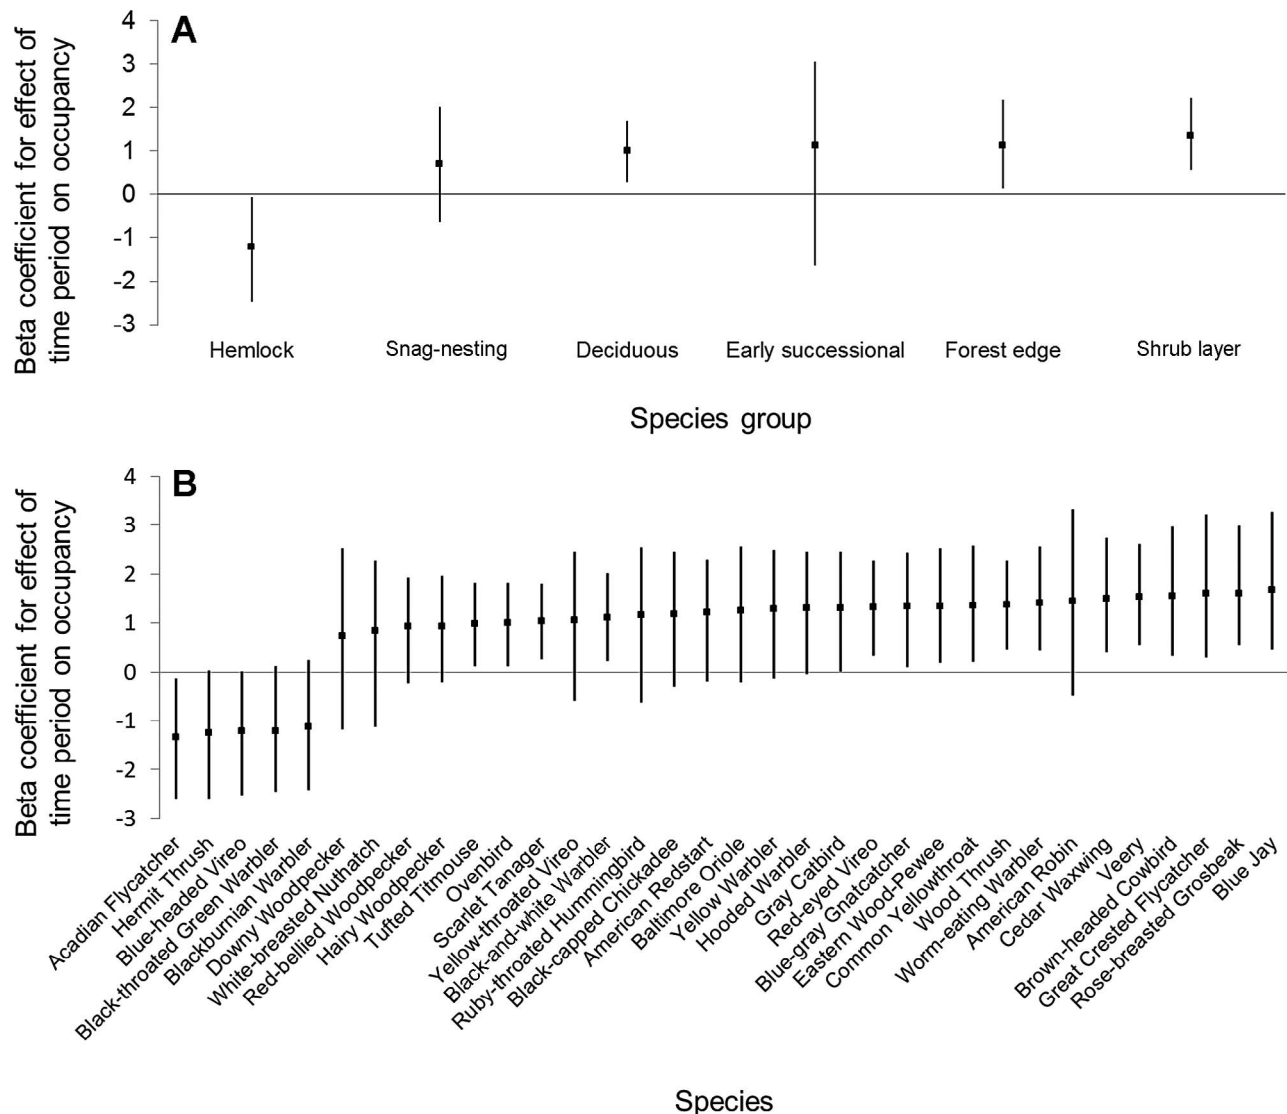 A
Beta coefficient for effect of
time period on occupancy
4
3
2
1
0
-1
-2
-3
Hemlock
Snag-nesting
Deciduous
Early successional
Forest edge
Shrub layer
Species group
B
Beta coefficient for effect of
time period on occupancy
4
3
2
1
0
-1
-2
-3
Acadian Flycatcher
Hermit Thrush
Blue-headed Vireo
Black-throated Green Warbler
Blackburnian Warbler
Downy Woodpecker
White-breasted Nuthatch
Red-bellied Woodpecker
Hairy Woodpecker
Tufted Titmouse
Ovenbird
Scarlet Tanager
Yellow-throated Vireo
Black-and-white Warbler
Ruby-throated Hummingbird
Black-capped Chickadee
American Redstart
Baltimore Oriole
Yellow Warbler
Hooded Warbler
Gray Catbird
Red-eyed Vireo
Blue-gray Gnatcatcher
Eastern Wood-Pewee
Common Yellowthroat
Wood Thrush
Worm-eating Warbler
American Robin
Cedar Waxwing
Veery
Brown-headed Cowbird
Great Crested Flycatcher
Rose-breasted Grosbeak
Blue Jay
Species